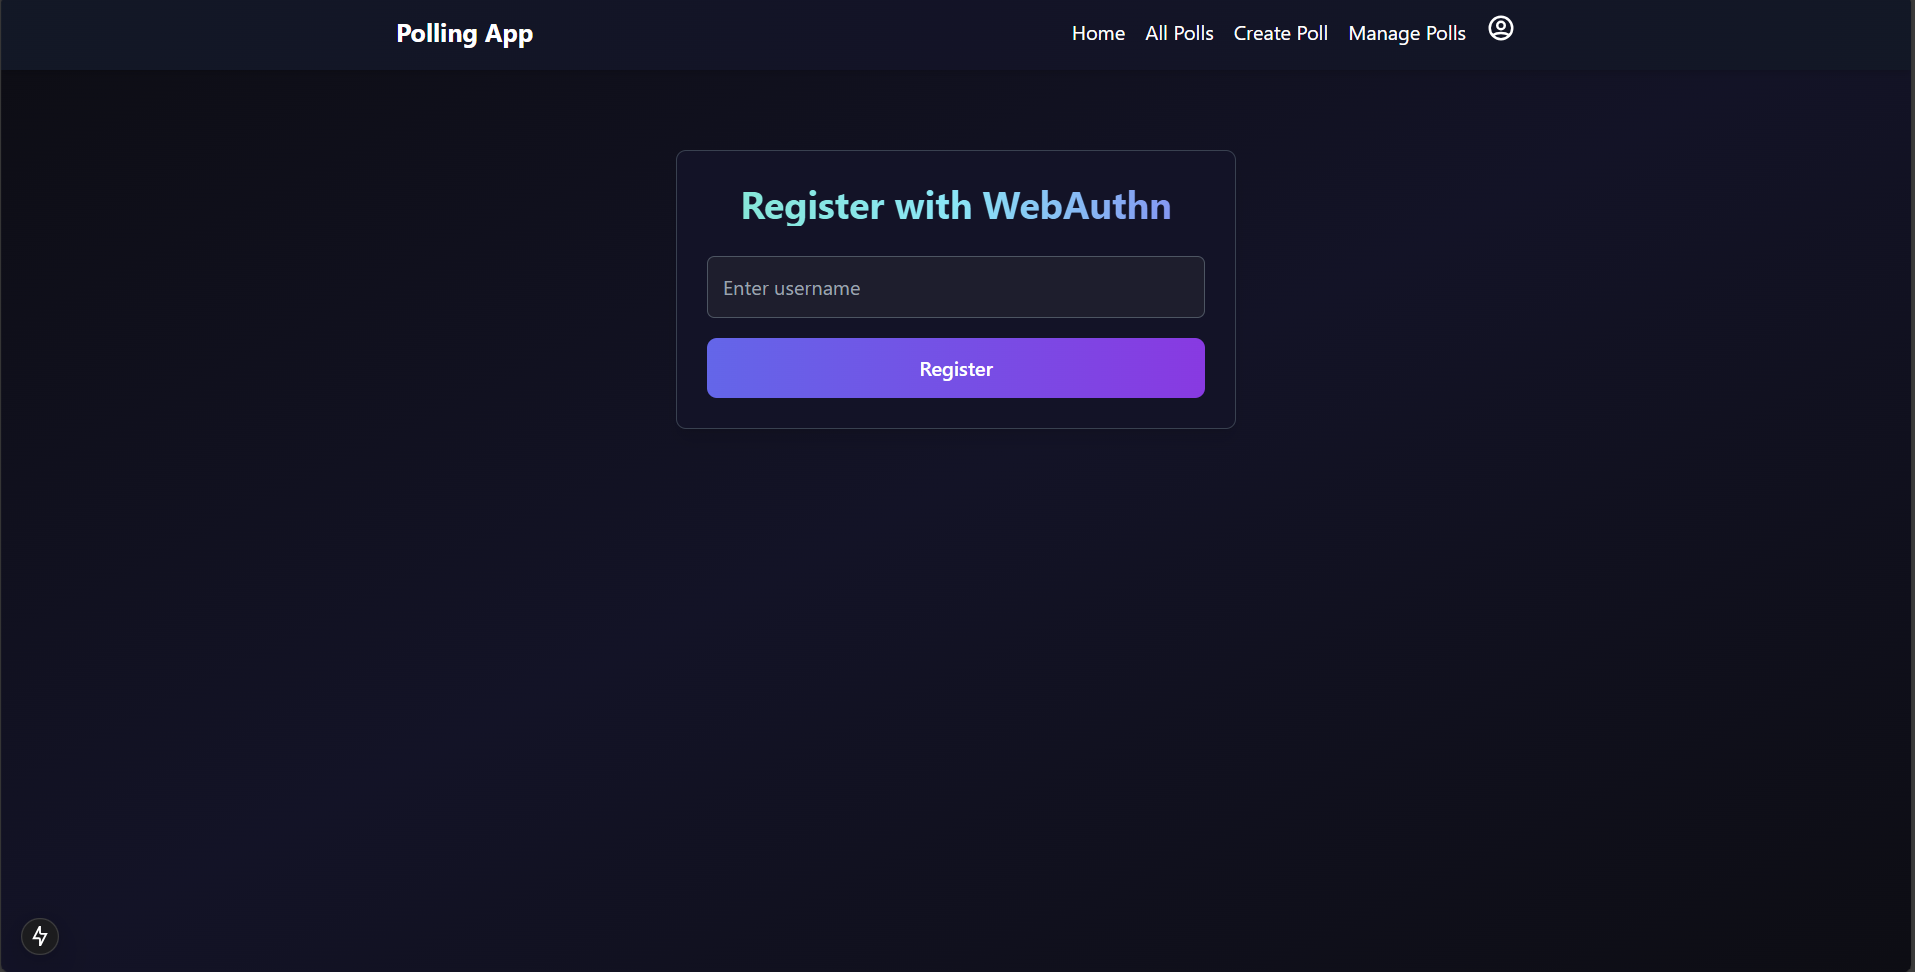 Polling App
Home All Polls Create Poll Manage Polls
Register with WebAuthn
Enter username
Register